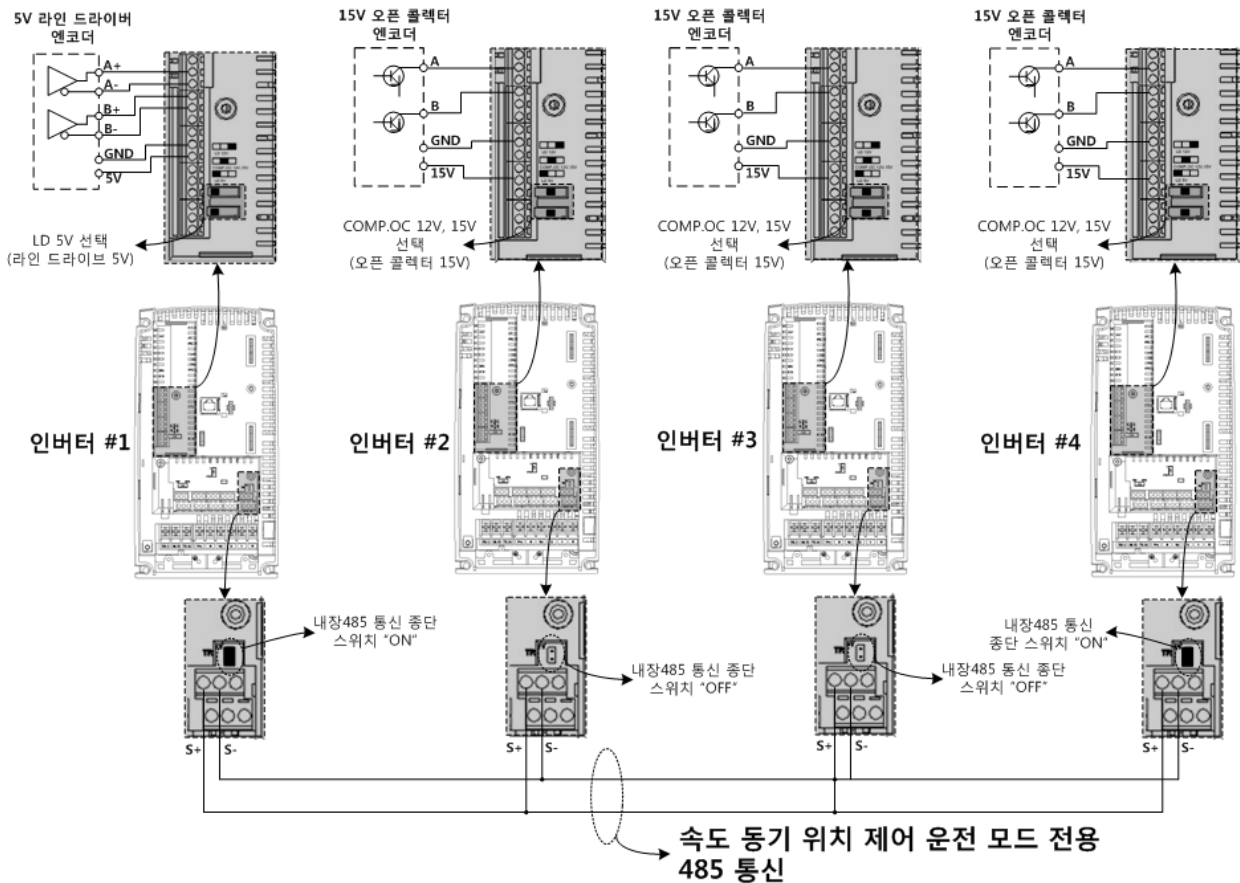 5V 라인 드라이버
엔코더
A+
A-
B+
B-
GND
5V
LD 5V 선택
(라인 드라이브 5V)
15V 오픈 콜렉터
엔코더
A
B
GND
15V
COMP.OC 12V, 15V
선택
(오픈 콜렉터 15V)
15V 오픈 콜렉터
엔코더
A
B
GND
15V
COMP.OC 12V, 15V
선택
(오픈 콜렉터 15V)
15V 오픈 콜렉터
엔코더
A
B
GND
15V
COMP.OC 12V, 15V
선택
(오픈 콜렉터 15V)
인버터 #1
인버터 #2
인버터 #3
인버터 #4
내장485 통신 종단
스위치 "ON"
내장485 통신 종단
스위치 "OFF"
내장485 통신 종단
스위치 "OFF"
내장485 통신
종단 스위치 "ON"
S+ S-
S+ S-
S+ S-
S+ S-
속도 동기 위치 제어 운전 모드 전용
485 통신